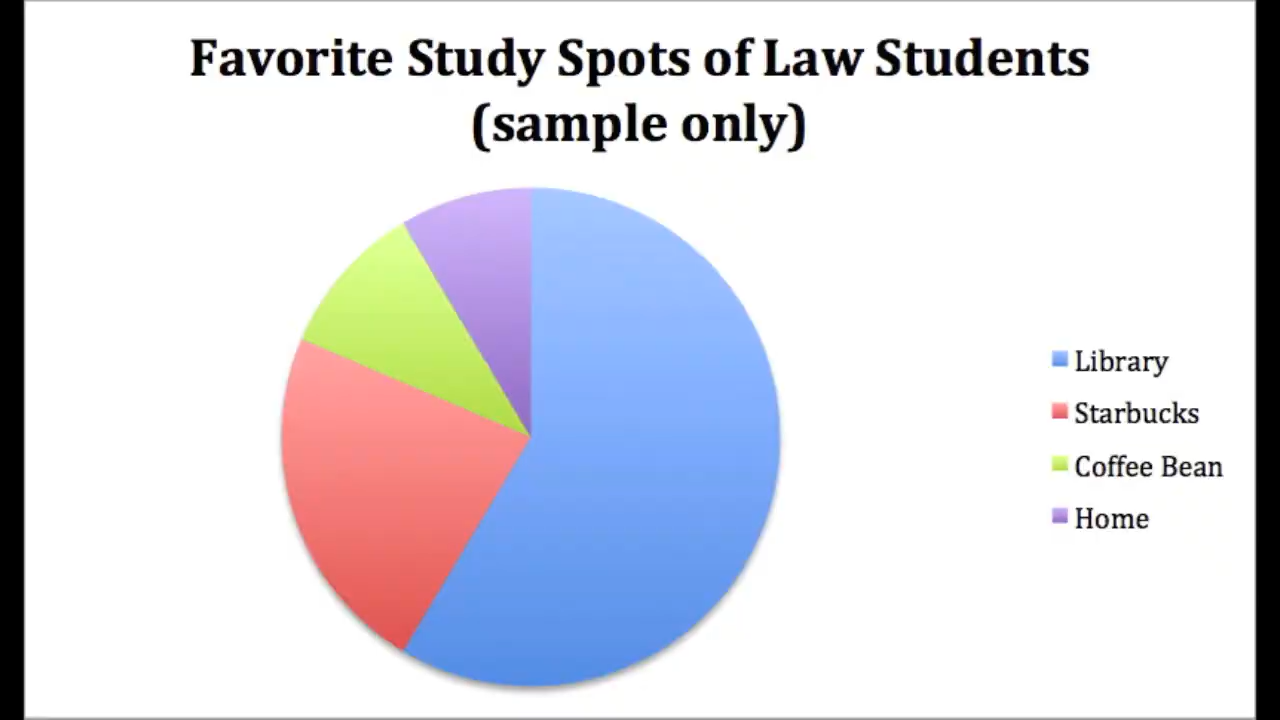 Favorite Study Spots of Law Students
(sample only)
Library
Starbucks
Coffee Bean
Home